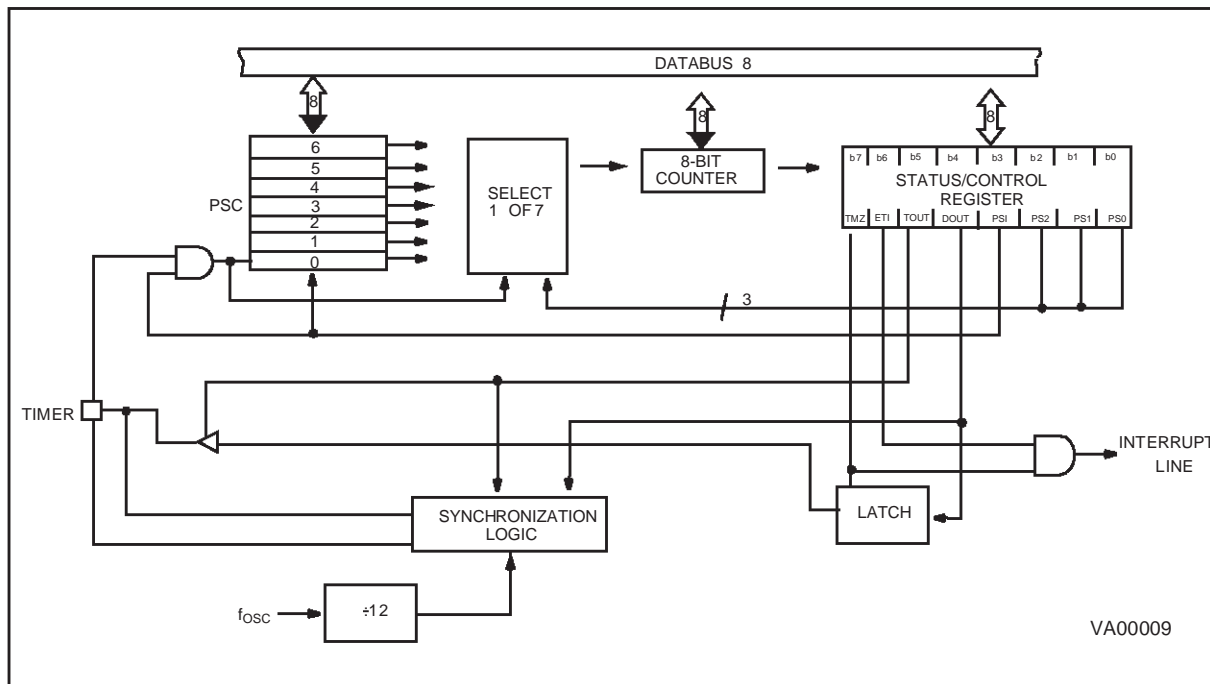 DATABUS 8
8
8
8
6
5
4
3
2
1
0
PSC
SELECT
1 OF 7
8-BIT
COUNTER
b7 b6 b5 b4 b3 b2 b1 b0
STATUS/CONTROL
REGISTER
TMZ ETI TOUT DOUT PSI PS2 PS1 PS0
3
TIMER
INTERRUPT
LINE
SYNCHRONIZATION
LOGIC
LATCH
fOSC
÷12
VA00009